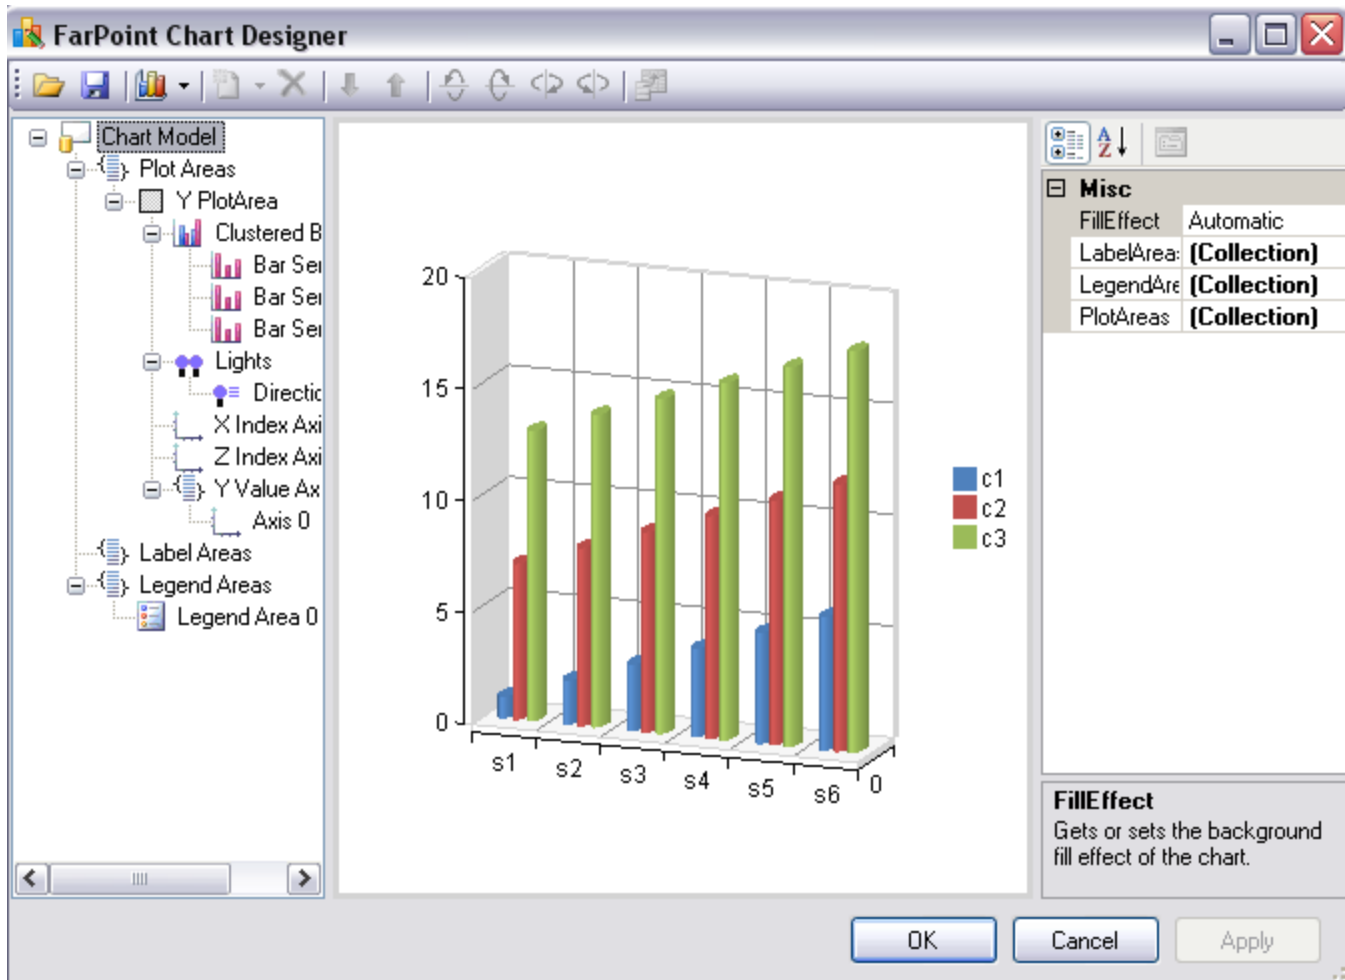 FarPoint Chart Designer
Chart Model
Plot Areas
Y PlotArea
Clustered B
Bar Ser
Bar Ser
Bar Ser
Lights
Directio
X Index Axi
Z Index Axi
Y Value Ax
Axis 0
Label Areas
Legend Areas
Legend Area 0
20
15
10
5
0
s1 s2 s3 s4 s5 s6 0
c1
c2
c3
A
Z
Misc
FillEffect Automatic
LabelArea: (Collection)
LegendAre (Collection)
PlotAreas (Collection)
FillEffect
Gets or sets the background
fill effect of the chart.
OK Cancel Apply